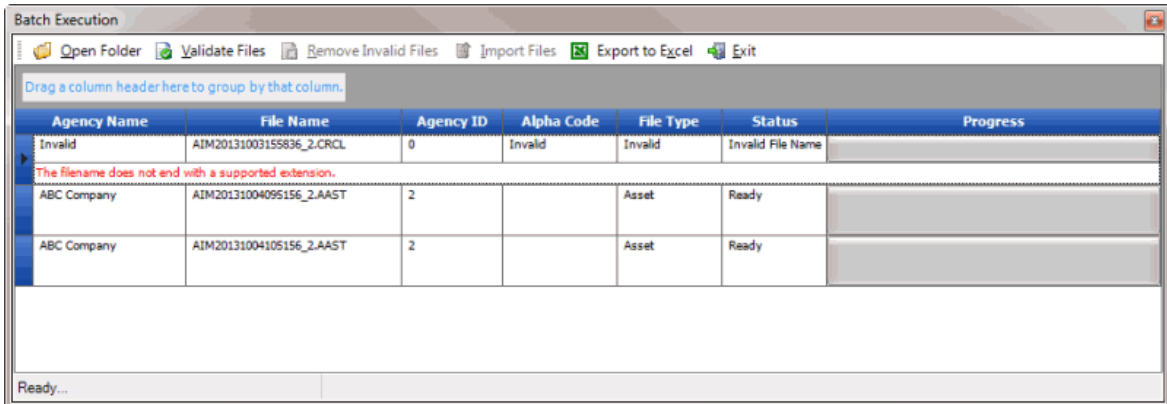 Batch Execution
Open Folder Validate Files Remove Invalid Files Import Files Export to Excel Exit
Drag a column header here to group by that column.
Agency Name File Name Agency ID Alpha Code File Type Status Progress
Invalid AIM20131003155836_2.CRCL 0 Invalid Invalid Invalid File Name
The filename does not end with a supported extension.
ABC Company AIM20131004095156_2.AAST 2 Asset Ready
ABC Company AIM20131004105156_2.AAST 2 Asset Ready
Ready...